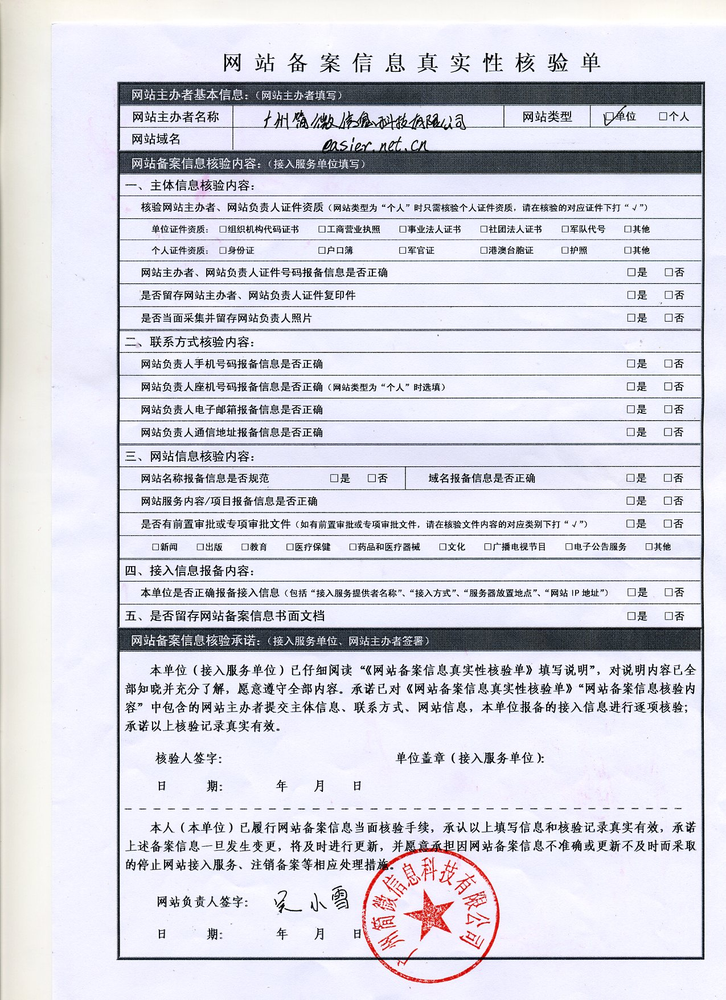 网站备案信息真实性核验单
网站主办者基本信息:(网站主办者填写)
网站主办者名称 广州简微信息科技有限公司 网站类型 ☑单位 □个人
网站域名 easier.net.cn
网站备案信息核验内容:(接入服务单位填写)
一、主体信息核验内容:
核验网站主办者、网站负责人证件资质(网站类型为“个人”时只需核验个人证件资质,请在核验的对应证件下打“√”)
单位证件资质: □组织机构代码证书 □工商营业执照 □事业法人证书 □社团法人证书 □军队代号 □其他
个人证件资质: □身份证 □户口簿 □军官证 □港澳台胞证 □护照 □其他
网站主办者、网站负责人证件号码报备信息是否正确 □是 □否
是否留存网站主办者、网站负责人证件复印件 □是 □否
是否当面采集并留存网站负责人照片 □是 □否
二、联系方式核验内容:
网站负责人手机号码报备信息是否正确 □是 □否
网站负责人座机号码报备信息是否正确(网站类型为“个人”时选填) □是 □否
网站负责人电子邮箱报备信息是否正确 □是 □否
网站负责人通信地址报备信息是否正确 □是 □否
三、网站信息核验内容:
网站名称报备信息是否规范 □是 □否 域名报备信息是否正确 □是 □否
网站服务内容/项目报备信息是否正确 □是 □否
是否有前置审批或专项审批文件(如有前置审批或专项审批文件,请在核验文件内容的对应类别下打“√”) □是 □否
□新闻 □出版 □教育 □医疗保健 □药品和医疗器械 □文化 □广播电视节目 □电子公告服务 □其他
四、接入信息报备内容:
本单位是否正确报备接入信息(包括“接入服务提供者名称”、“接入方式”、“服务器放置地点”、“网站 IP 地址”) □是 □否
五、是否留存网站备案信息书面文档 □是 □否
网站备案信息核验承诺:(接入服务单位、网站主办者签署)
本单位(接入服务单位)已仔细阅读“《网站备案信息真实性核验单》填写说明”,对说明内容已全
部知晓并充分了解,愿意遵守全部内容。承诺已对《网站备案信息真实性核验单》“网站备案信息核验内
容”中包含的网站主办者提交主体信息、联系方式、网站信息,本单位报备的接入信息进行逐项核验;
承诺以上核验记录真实有效。
核验人签字: 单位盖章(接入服务单位):
日 期: 年 月 日
本人(本单位)已履行网站备案信息当面核验手续,承认以上填写信息和核验记录真实有效,承诺
上述备案信息一旦发生变更,将及时进行更新,并愿意承担因网站备案信息不准确或更新不及时而采取
的停止网站接入服务、注销备案等相应处理措施。
网站负责人签字: 吴小雪
日 期: 年 月 日
广州简微信息科技有限公司